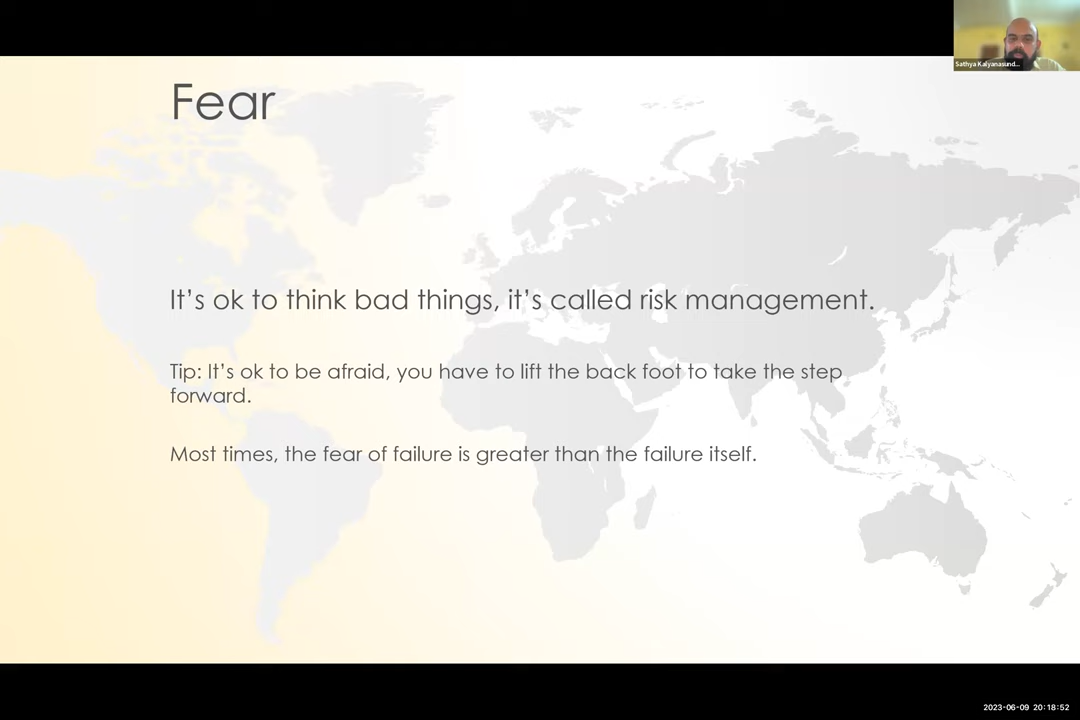 Sathya Kalyanasund...
Fear
It's ok to think bad things, it's called risk management.
Tip: It's ok to be afraid, you have to lift the back foot to take the step
forward.
Most times, the fear of failure is greater than the failure itself.
2023-06-09 20:18:52